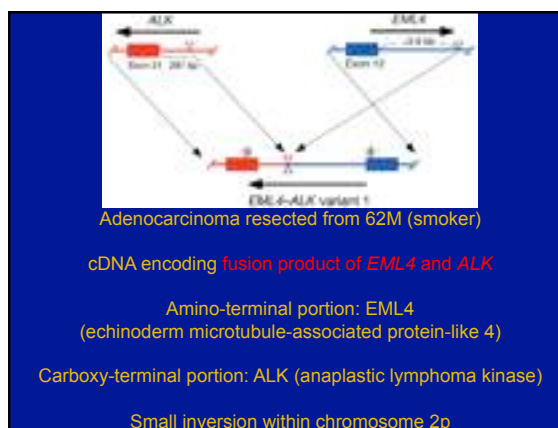 ALK
EML4
Exon 21
Exon 13
EML4-ALK variant 1
Adenocarcinoma resected from 62M (smoker)
cDNA encoding fusion product of EML4 and ALK
Amino-terminal portion: EML4
(echinoderm microtubule-associated protein-like 4)
Carboxy-terminal portion: ALK (anaplastic lymphoma kinase)
Small inversion within chromosome 2p